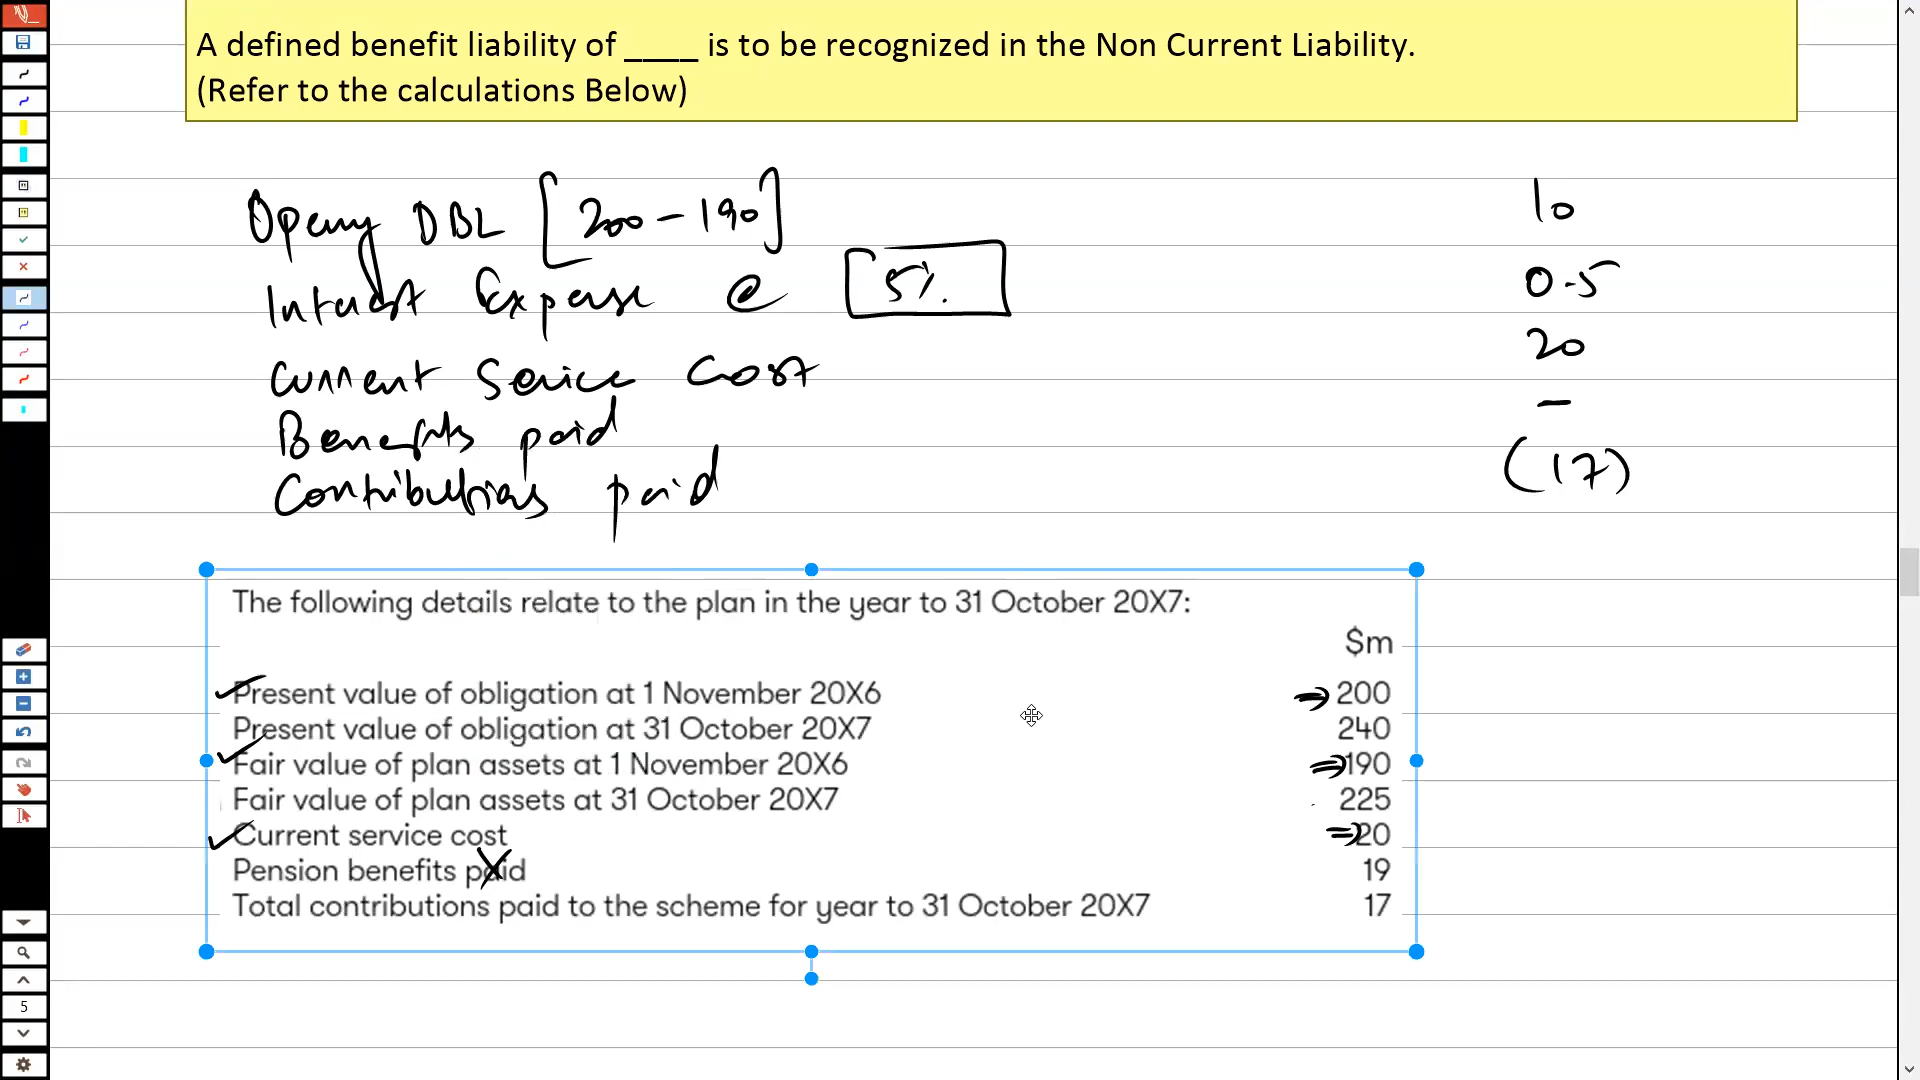 A defined benefit liability of ____ is to be recognized in the Non Current Liability.
(Refer to the calculations Below)
Opening DBL [200 - 190] 10
Interest Expense @ 5% 0.5
Current Service Cost 20
Benefits paid -
Contributions paid (17)
The following details relate to the plan in the year to 31 October 20X7:
$m
Present value of obligation at 1 November 20X6 ⇒ 200
Present value of obligation at 31 October 20X7 240
Fair value of plan assets at 1 November 20X6 ⇒ 190
Fair value of plan assets at 31 October 20X7 225
Current service cost ⇒ 20
Pension benefits paid 19
Total contributions paid to the scheme for year to 31 October 20X7 17
5